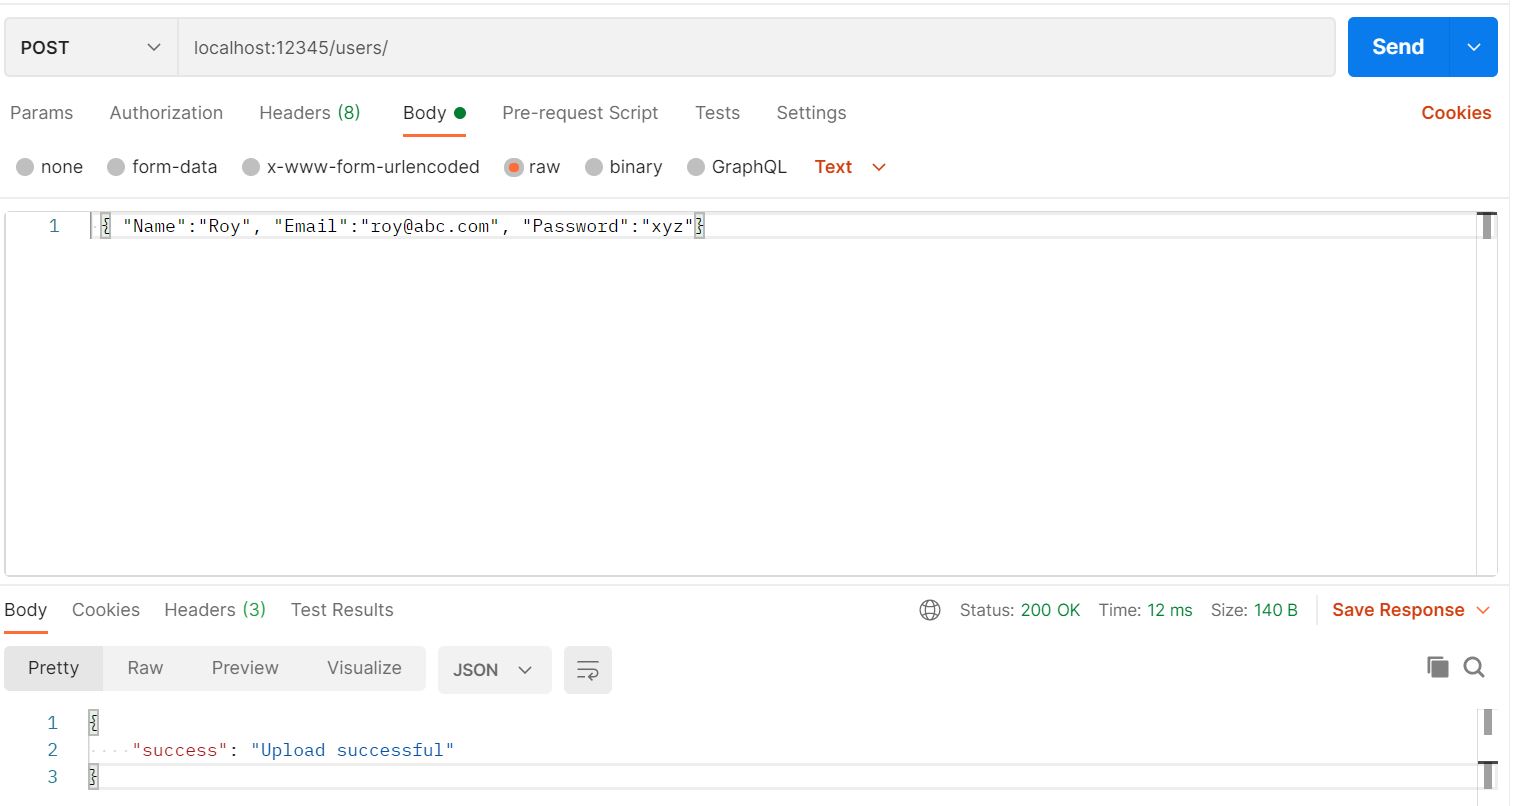 POST localhost:12345/users/ Send
Params Authorization Headers (8) Body Pre-request Script Tests Settings Cookies
none form-data x-www-form-urlencoded raw binary GraphQL Text
1 { "Name":"Roy", "Email":"roy@abc.com", "Password":"xyz"}
Body Cookies Headers (3) Test Results Status: 200 OK Time: 12 ms Size: 140 B Save Response
Pretty Raw Preview Visualize JSON
1 {
2 "success": "Upload successful"
3 }